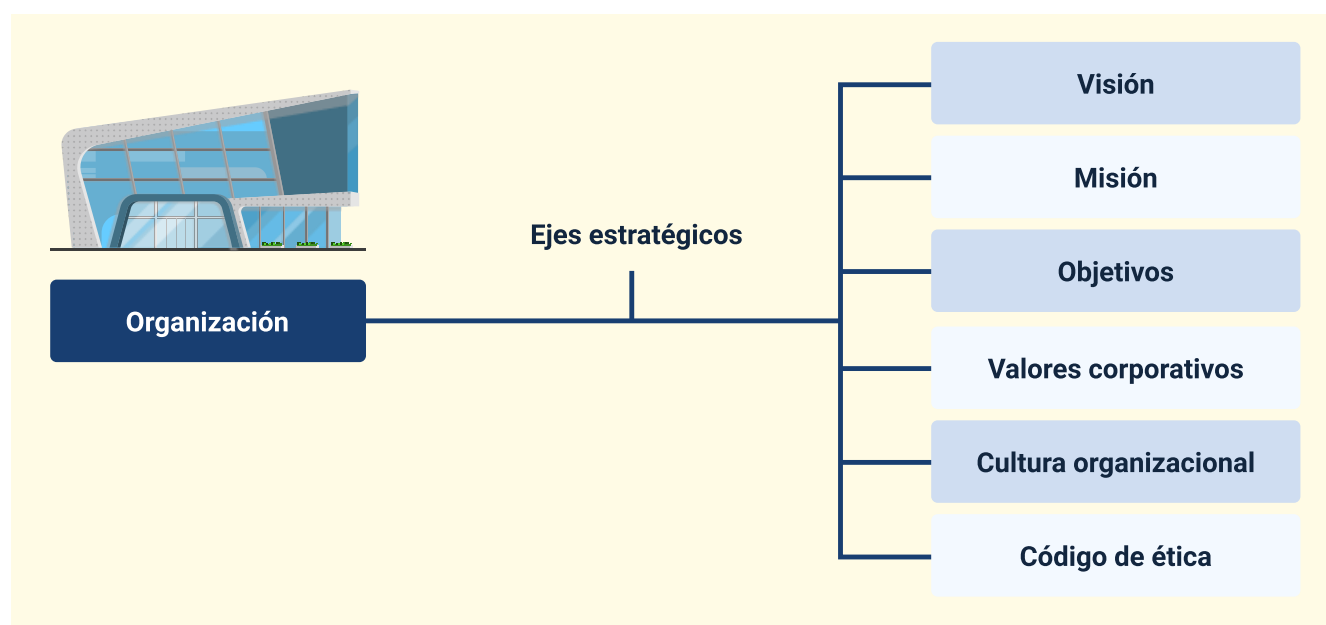 Organización
Ejes estratégicos
Visión
Misión
Objetivos
Valores corporativos
Cultura organizacional
Código de ética